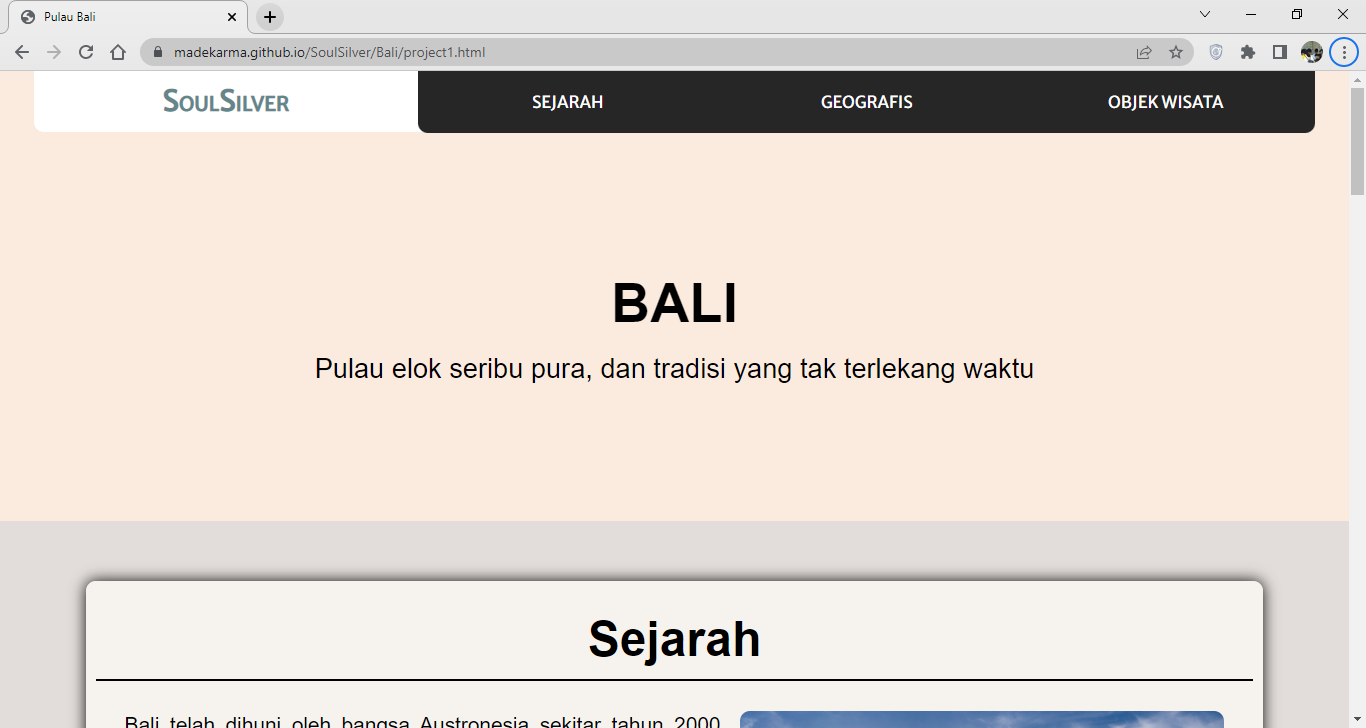 Pulau Bali
madekarma.github.io/SoulSilver/Bali/project1.html
SOULSILVER
SEJARAH
GEOGRAFIS
OBJEK WISATA
BALI
Pulau elok seribu pura, dan tradisi yang tak terlekang waktu
Sejarah
Bali telah dihuni oleh bangsa Austronesia sekitar tahun 2000